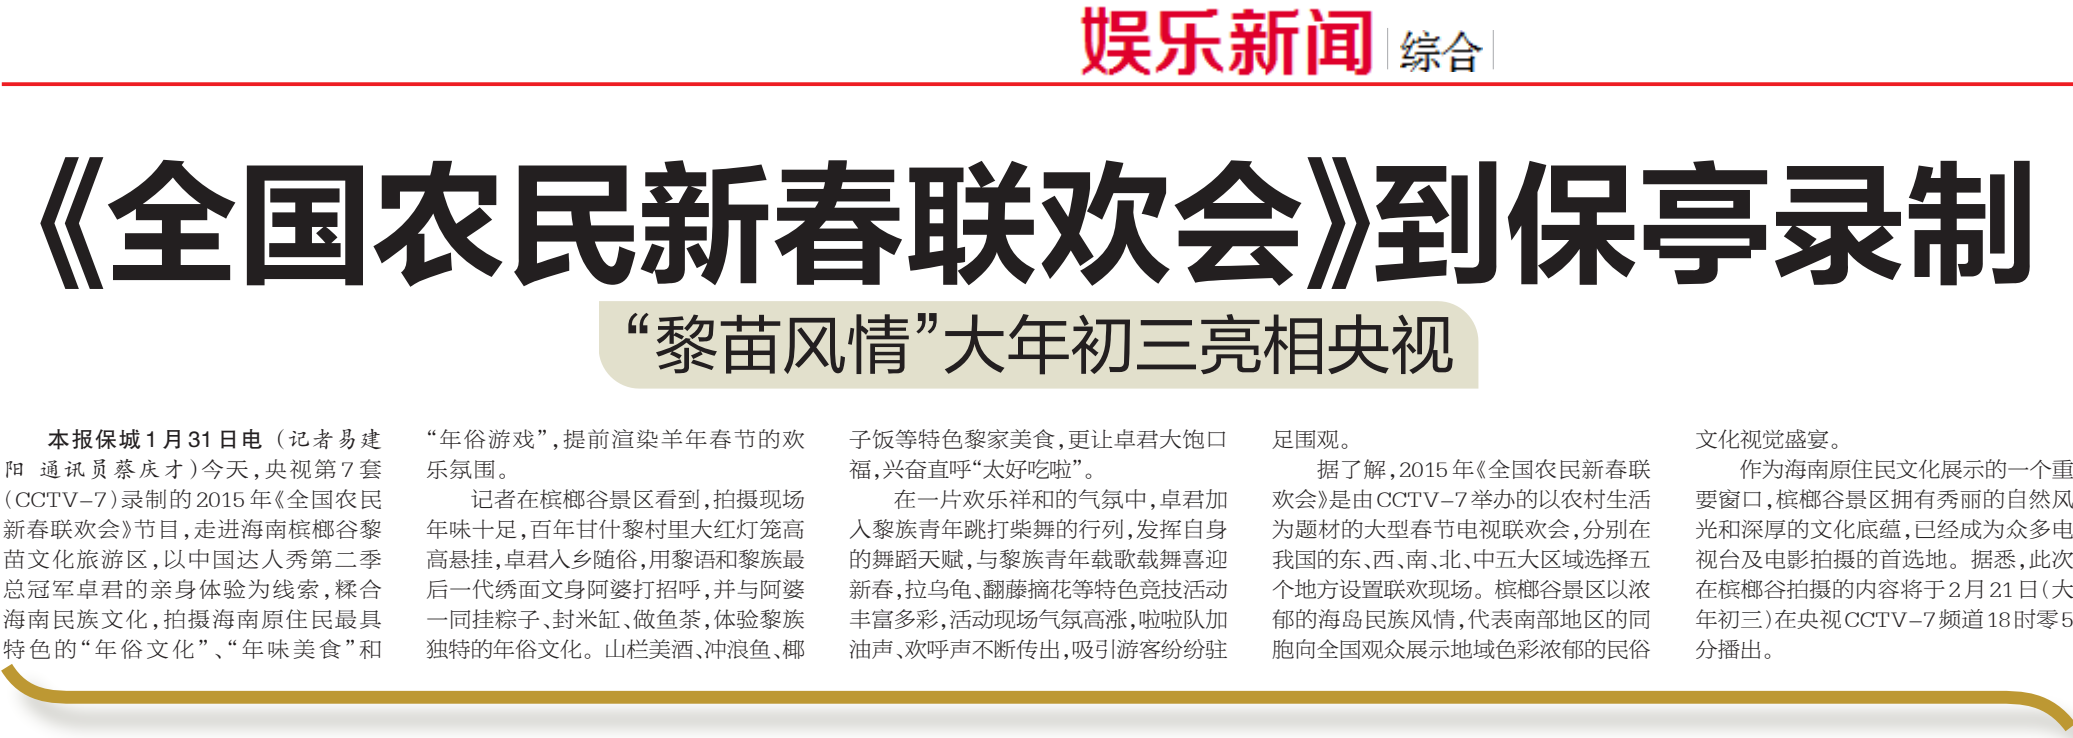 娱乐新闻 综合
《全国农民新春联欢会》到保亭录制
“黎苗风情”大年初三亮相央视
本报保城1月31日电（记者易建
阳 通讯员蔡庆才）今天，央视第7套
（CCTV-7）录制的2015年《全国农民
新春联欢会》节目，走进海南槟榔谷黎
苗文化旅游区，以中国达人秀第二季
总冠军卓君的亲身体验为线索，糅合
海南民族文化，拍摄海南原住民最具
特色的“年俗文化”、“年味美食”和
“年俗游戏”，提前渲染羊年春节的欢
乐氛围。
记者在槟榔谷景区看到，拍摄现场
年味十足，百年甘什黎村里大红灯笼高
高悬挂，卓君入乡随俗，用黎语和黎族最
后一代绣面文身阿婆打招呼，并与阿婆
一同挂粽子、封米缸、做鱼茶，体验黎族
独特的年俗文化。山栏美酒、冲浪鱼、椰
子饭等特色黎家美食，更让卓君大饱口
福，兴奋直呼“太好吃啦”。
在一片欢乐祥和的气氛中，卓君加
入黎族青年跳打柴舞的行列，发挥自身
的舞蹈天赋，与黎族青年载歌载舞喜迎
新春，拉乌龟、翻藤摘花等特色竞技活动
丰富多彩，活动现场气氛高涨，啦啦队加
油声、欢呼声不断传出，吸引游客纷纷驻
足围观。
据了解，2015年《全国农民新春联
欢会》是由CCTV-7举办的以农村生活
为题材的大型春节电视联欢会，分别在
我国的东、西、南、北、中五大区域选择五
个地方设置联欢现场。槟榔谷景区以浓
郁的海岛民族风情，代表南部地区的同
胞向全国观众展示地域色彩浓郁的民俗
文化视觉盛宴。
作为海南原住民文化展示的一个重
要窗口，槟榔谷景区拥有秀丽的自然风
光和深厚的文化底蕴，已经成为众多电
视台及电影拍摄的首选地。据悉，此次
在槟榔谷拍摄的内容将于2月21日（大
年初三）在央视CCTV-7频道18时零5
分播出。